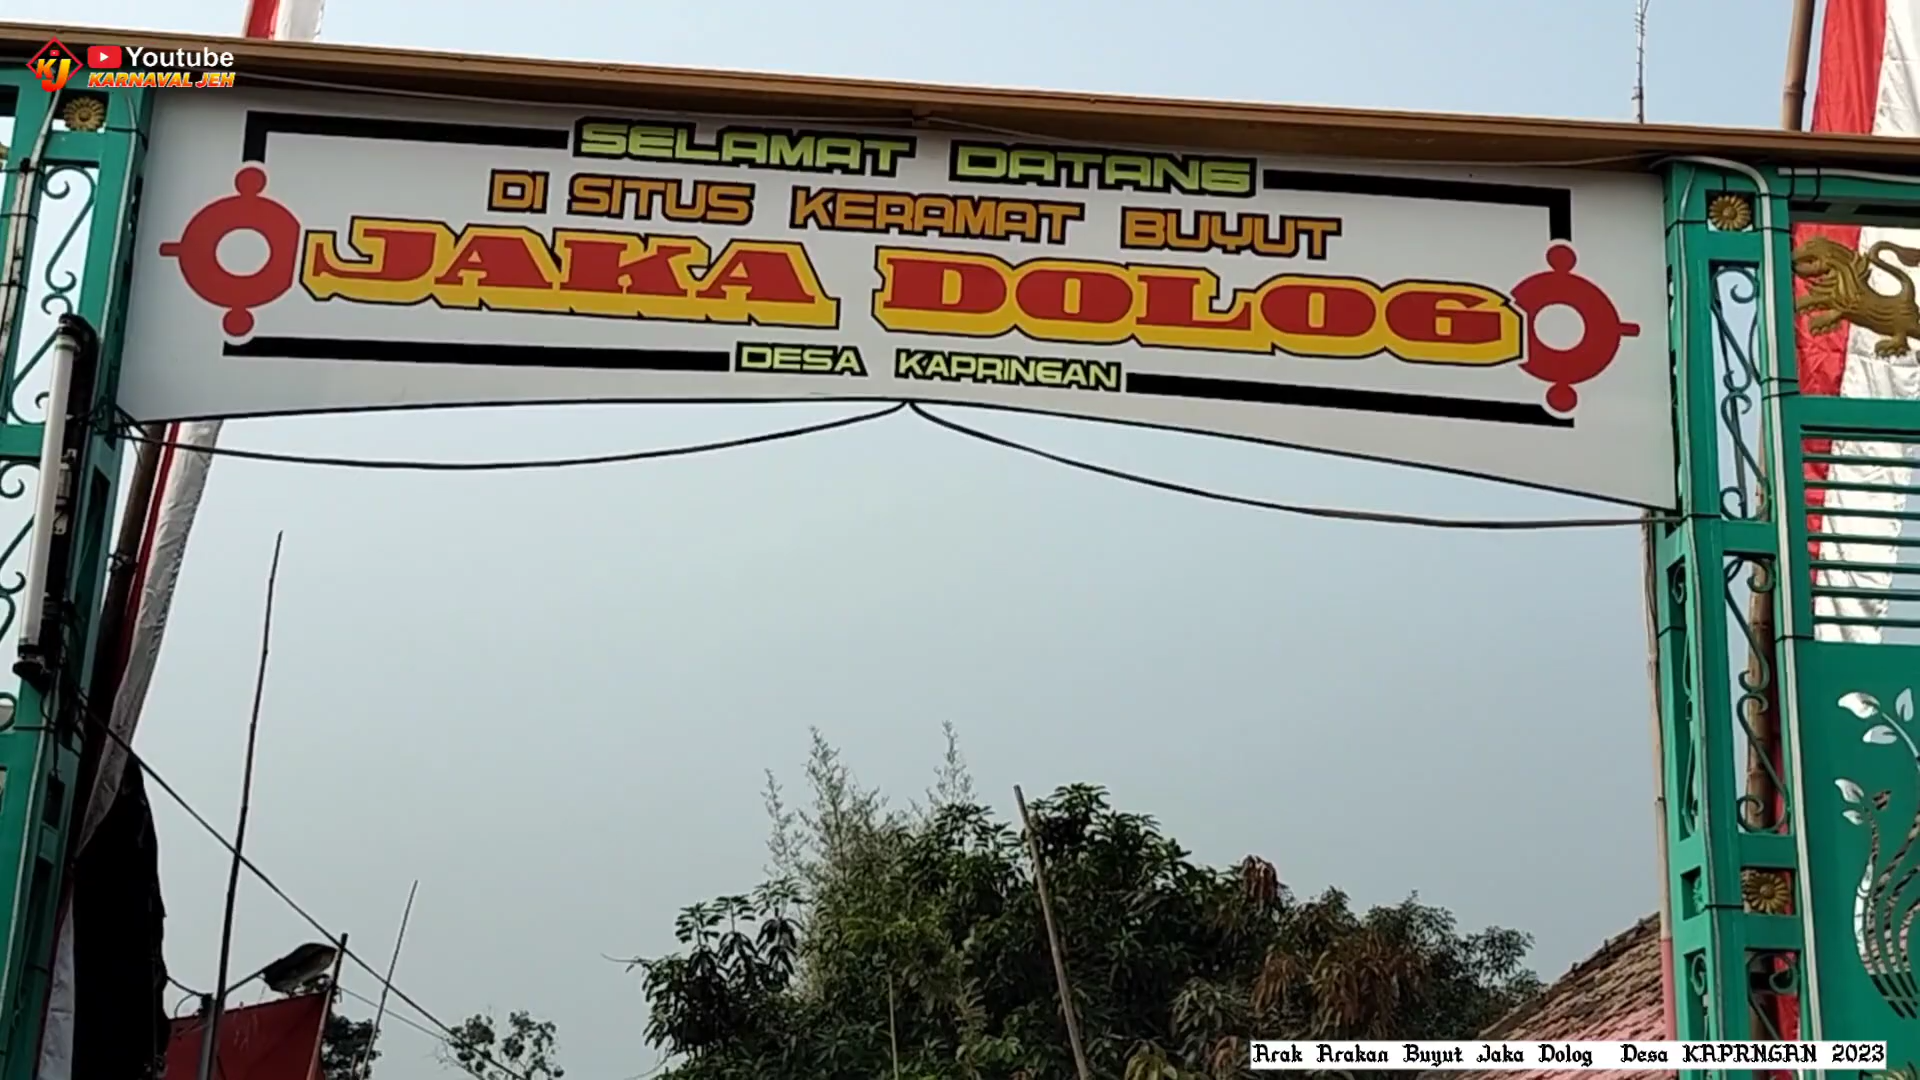 KJ Youtube
KARNAVAL JEH
SELAMAT DATANG
DI SITUS KERAMAT BUYUT
JAKA DOLOG
DESA KAPRINGAN
Arak Arakan Buyut Jaka Dolog Desa KAPRNGAN 2023